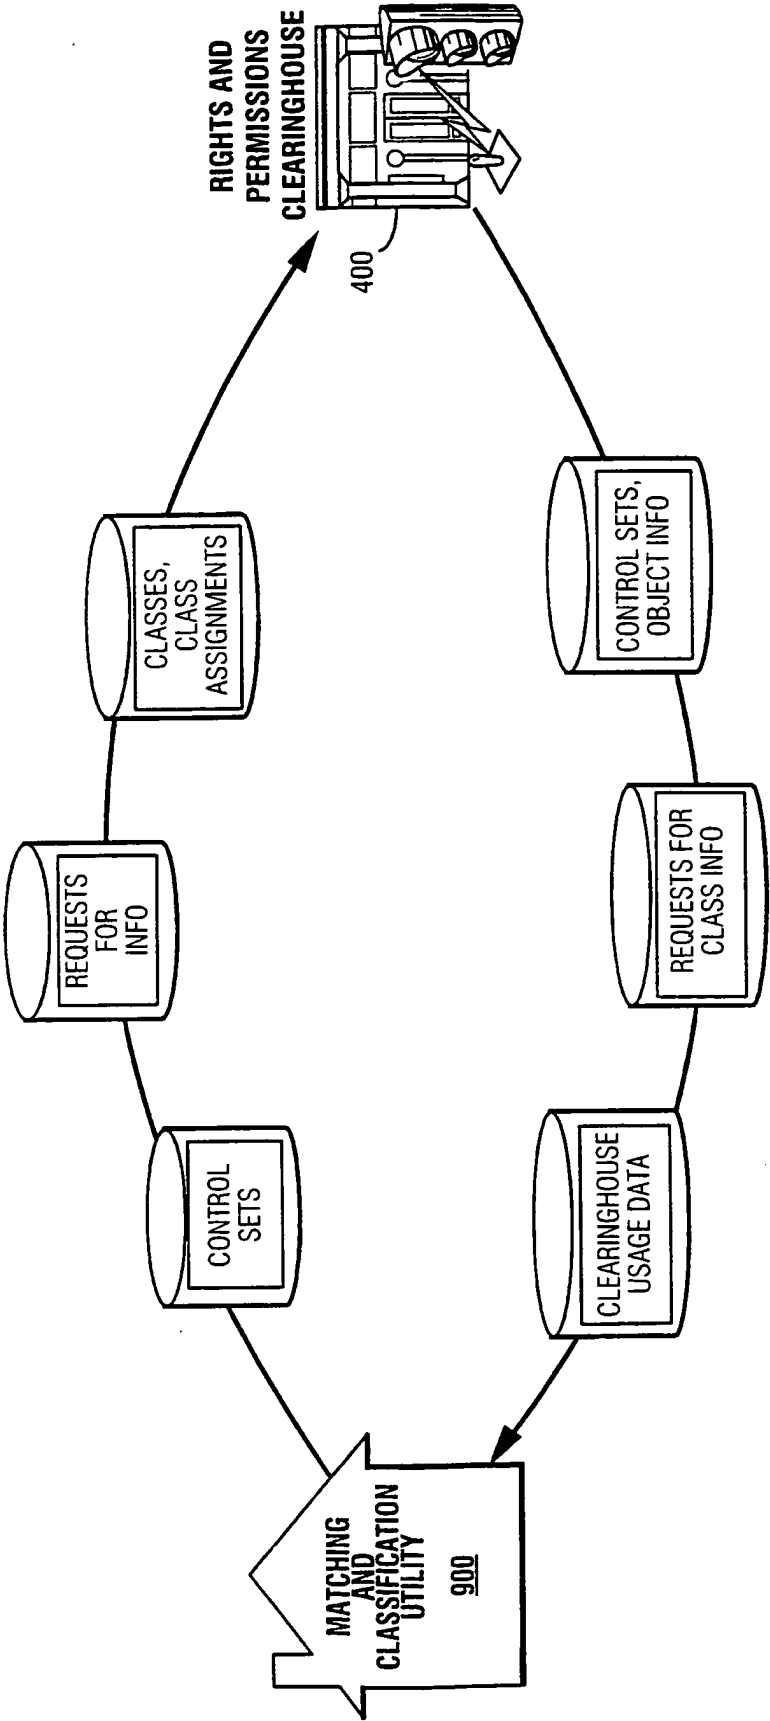 RIGHTS AND
PERMISSIONS
CLEARINGHOUSE
400
CLASSES,
CLASS
ASSIGNMENTS
REQUESTS
FOR
INFO
CONTROL
SETS
MATCHING
AND
CLASSIFICATION
UTILITY
900
CLEARINGHOUSE
USAGE DATA
REQUESTS FOR
CLASS INFO
CONTROL SETS,
OBJECT INFO